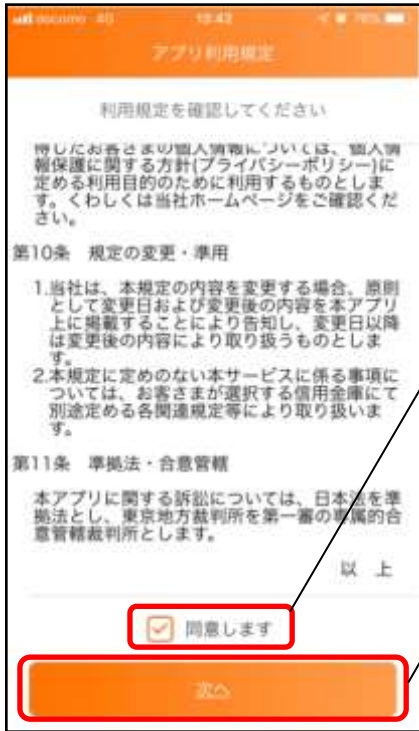 docomo 4G 13:42 76%
アプリ利用規定
利用規定を確認してください
得したお客さまの個人情報については、個人情
報保護に関する方針(プライバシーポリシー)に
定める利用目的のために利用するものとしま
す。くわしくは当社ホームページをご確認くだ
さい。
第10条 規定の変更・準用
1.当社は、本規定の内容を変更する場合、原則
として変更日および変更後の内容を本アプリ
上に掲載することにより告知し、変更日以降
は変更後の内容により取り扱うものとしま
す。
2.本規定に定めのない本サービスに係る事項に
ついては、お客さまが選択する信用金庫にて
別途定める各関連規定等により取り扱いま
す。
第11条 準拠法・合意管轄
本アプリに関する訴訟については、日本法を準
拠法とし、東京地方裁判所を第一審の専属的合
意管轄裁判所とします。
以 上
同意します
次へ